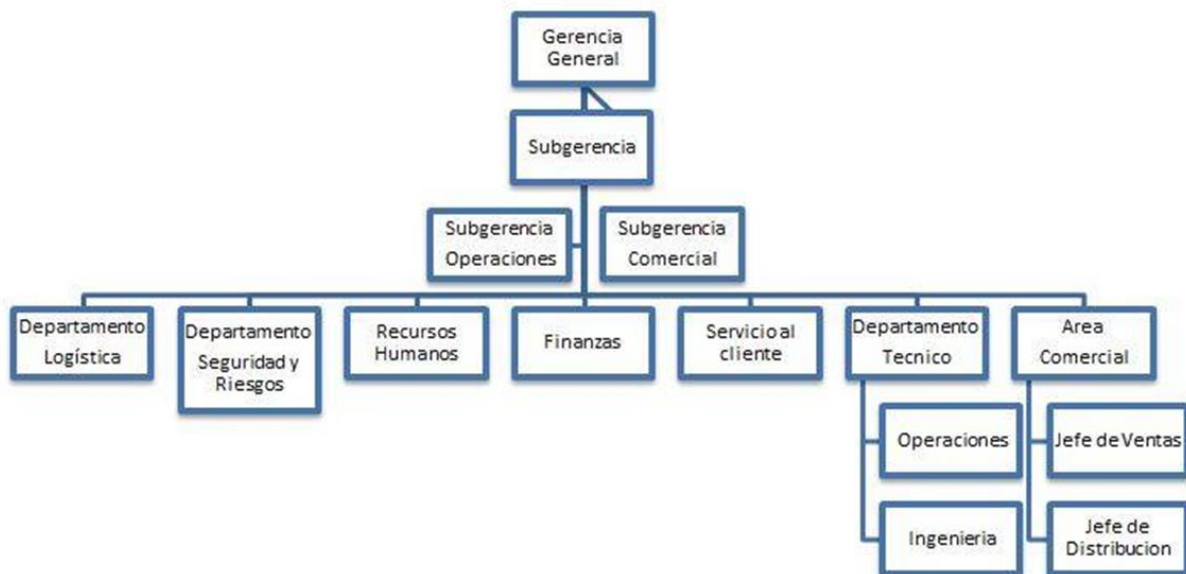 Gerencia
General
Subgerencia
Subgerencia
Operaciones
Subgerencia
Comercial
Departamento
Logística
Departamento
Seguridad y
Riesgos
Recursos
Humanos
Finanzas
Servicio al
cliente
Departamento
Tecnico
Area
Comercial
Operaciones
Jefe de Ventas
Ingenieria
Jefe de
Distribucion